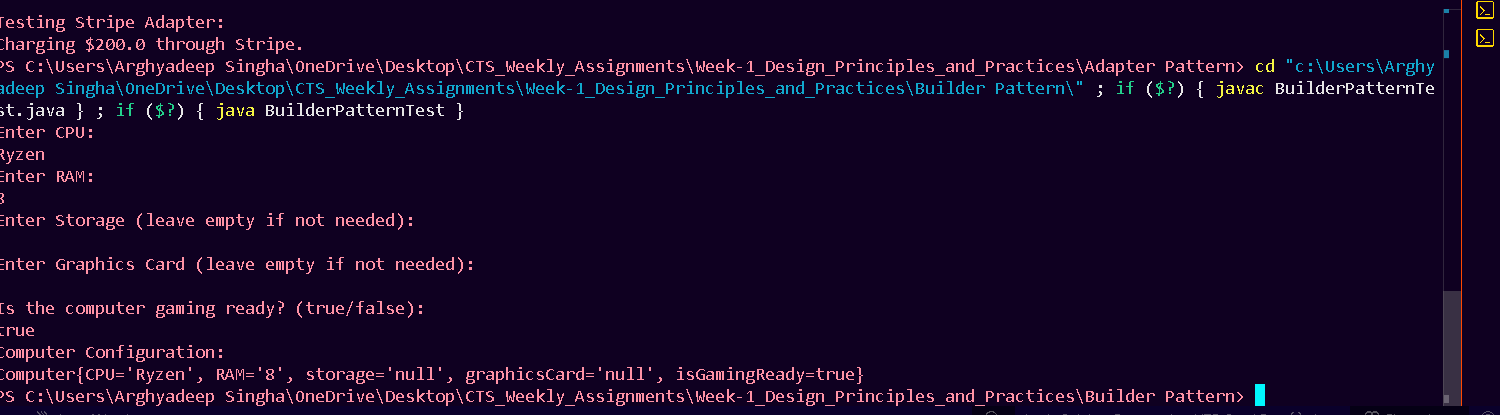 Testing Stripe Adapter:
Charging $200.0 through Stripe.
PS C:\Users\Arghyadeep Singha\OneDrive\Desktop\CTS_Weekly_Assignments\Week-1_Design_Principles_and_Practices\Adapter Pattern> cd "c:\Users\Arghy
adeep Singha\OneDrive\Desktop\CTS_Weekly_Assignments\Week-1_Design_Principles_and_Practices\Builder Pattern\" ; if ($?) { javac BuilderPatternTe
st.java } ; if ($?) { java BuilderPatternTest }
Enter CPU:
Ryzen
Enter RAM:
8
Enter Storage (leave empty if not needed):
Enter Graphics Card (leave empty if not needed):
Is the computer gaming ready? (true/false):
true
Computer Configuration:
Computer{CPU='Ryzen', RAM='8', storage='null', graphicsCard='null', isGamingReady=true}
PS C:\Users\Arghyadeep Singha\OneDrive\Desktop\CTS_Weekly_Assignments\Week-1_Design_Principles_and_Practices\Builder Pattern>